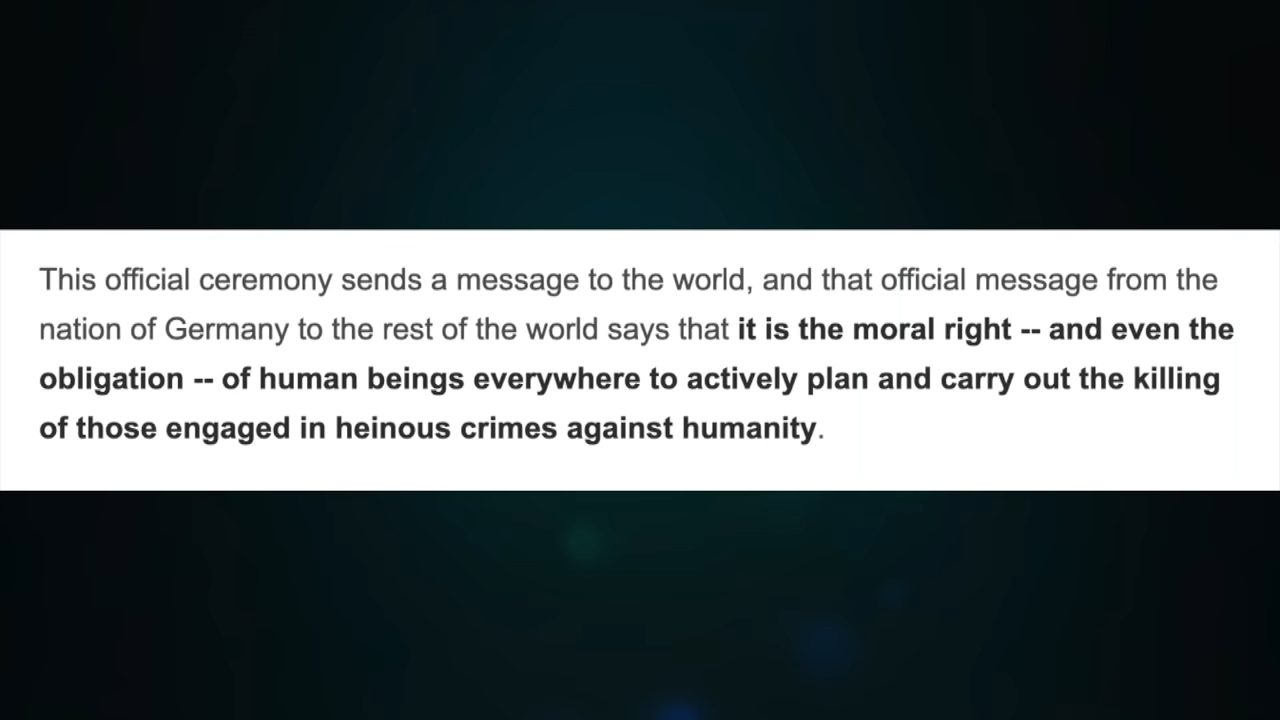 This official ceremony sends a message to the world, and that official message from the
nation of Germany to the rest of the world says that it is the moral right -- and even the
obligation -- of human beings everywhere to actively plan and carry out the killing
of those engaged in heinous crimes against humanity.